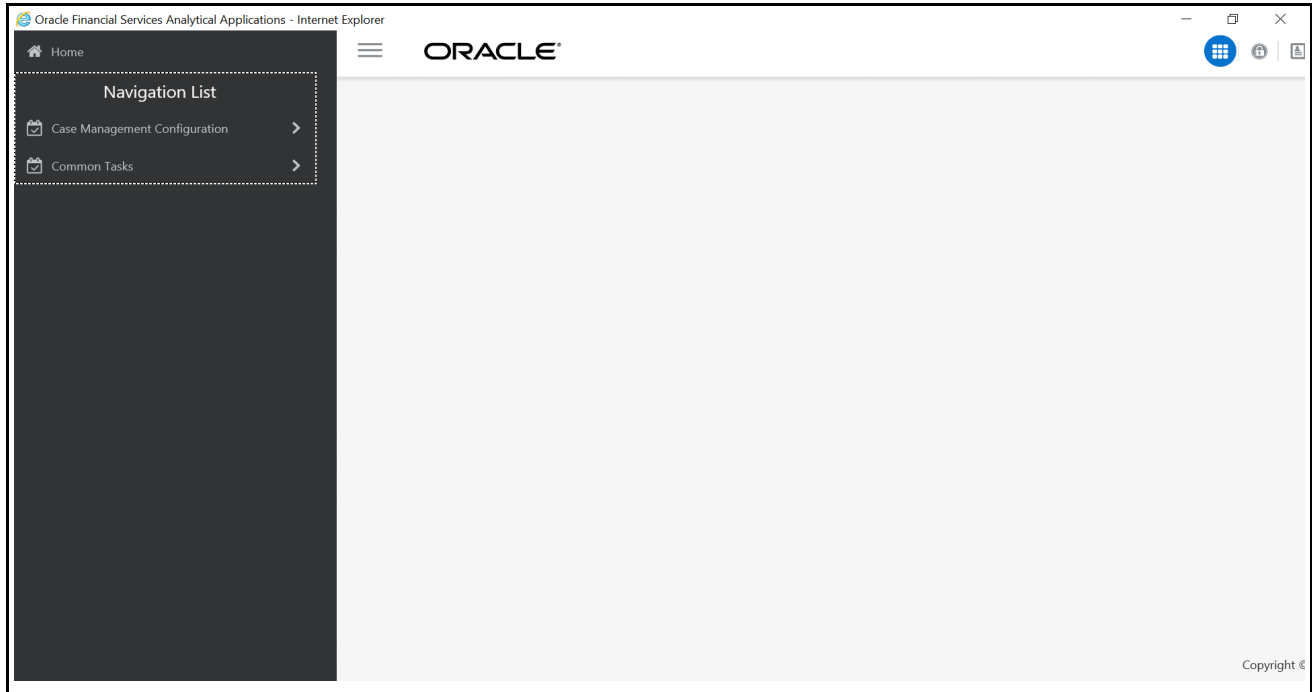 Oracle Financial Services Analytical Applications - Internet Explorer
Home
ORACLE
Navigation List
Case Management Configuration
Common Tasks
Copyright ©